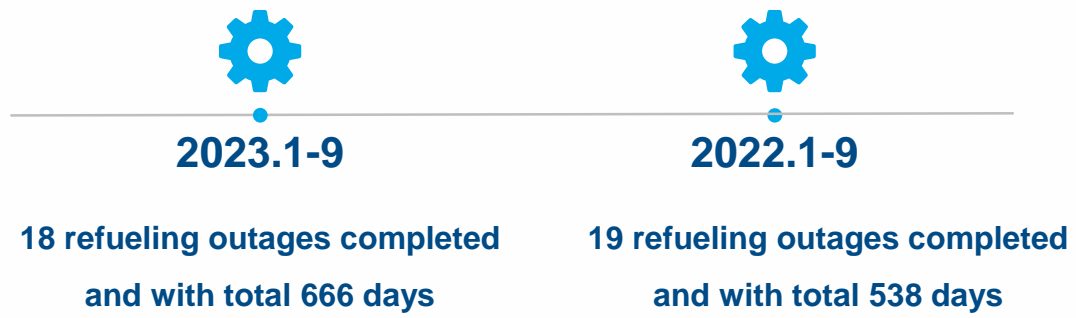 2023.1-9
18 refueling outages completed
and with total 666 days
2022.1-9
19 refueling outages completed
and with total 538 days